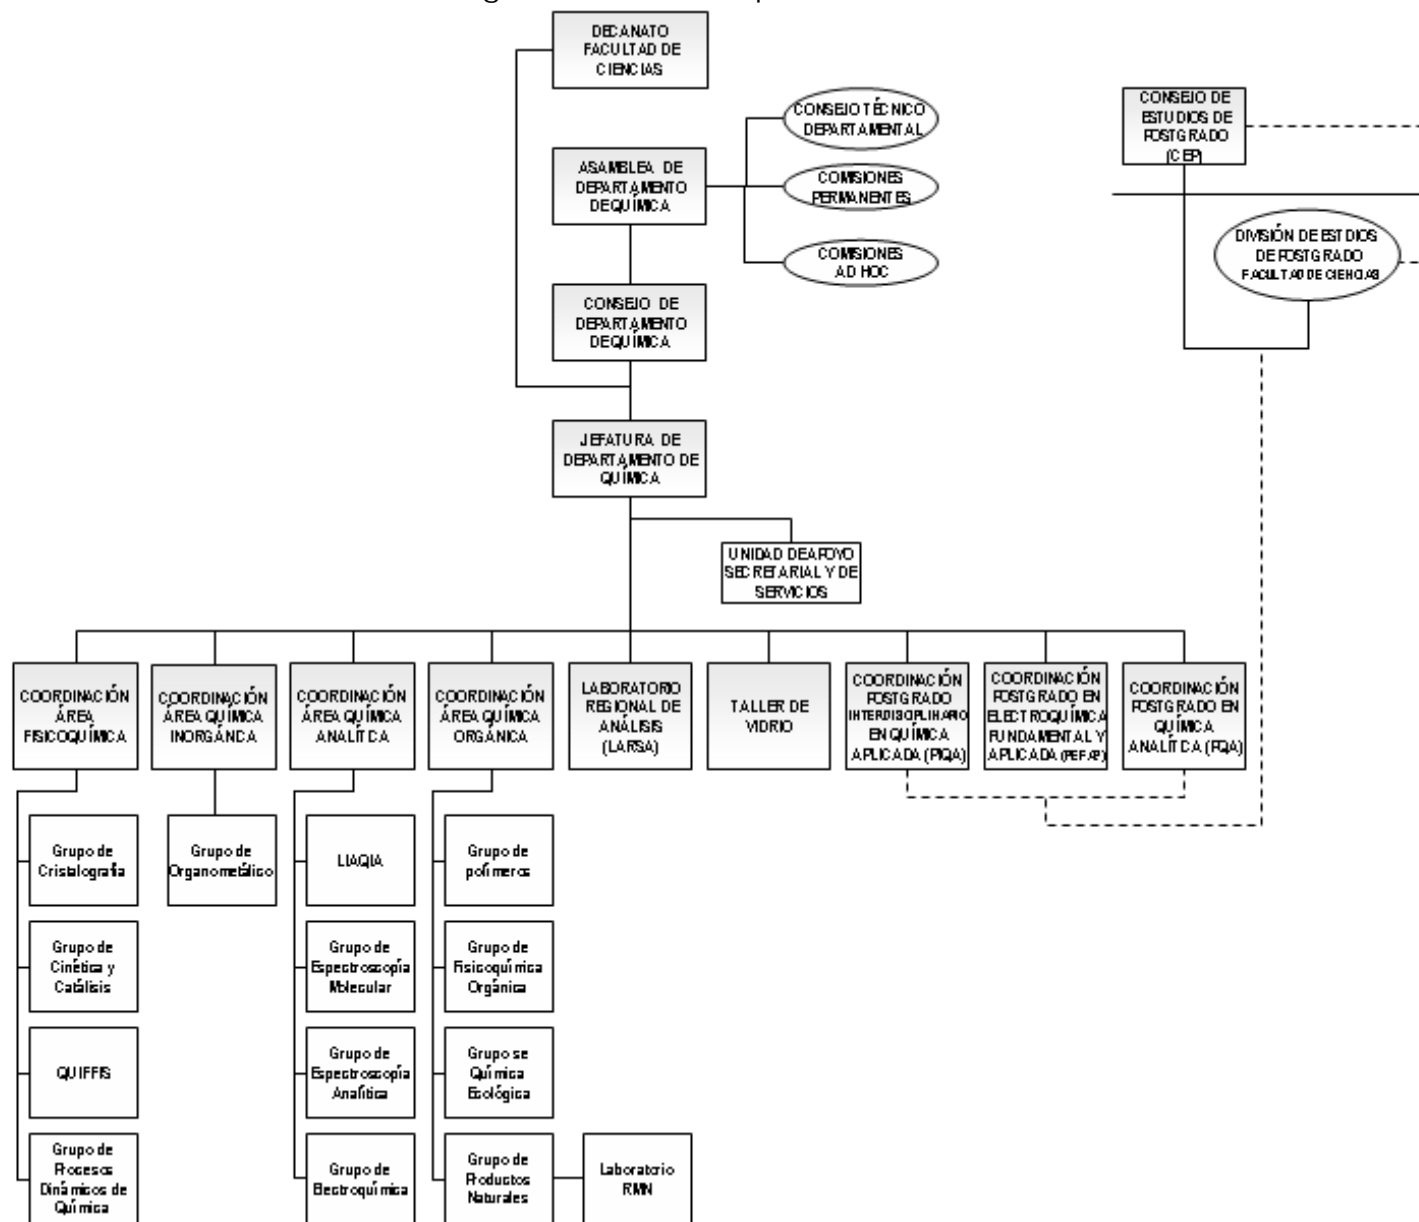 DECANATO
FACULTAD DE
CIENCIAS
CONSEJO TÉCNICO
DEPARTAMENTAL
CONSEJO DE
ESTUDIOS DE
POSTGRADO
(CEP)
ASAMBLEA DE
DEPARTAMENTO
DE QUÍMICA
COMISIONES
PERMANENTES
DIVISIÓN DE ESTDIOS
DE POSTGRADO
FACULTAD DE CIENCIAS
COMISIONES
AD HOC
CONSEJO DE
DEPARTAMENTO
DE QUÍMICA
JEFATURA DE
DEPARTAMENTO DE
QUÍMICA
UNIDAD DE APOYO
SECRETARIAL Y DE
SERVICIOS
COORDINACIÓN
ÁREA
FISICOQUÍMICA
COORDINACIÓN
ÁREA QUÍMICA
INORGÁNCA
COORDINACIÓN
ÁREA QUÍMICA
ANALÍTCA
COORDINACIÓN
ÁREA QUÍMICA
ORGÁNICA
LABORATORIO
REGIONAL DE
ANÁLISIS
(LARSA)
TALLER DE
VIDRIO
COORDINACIÓN
POSTGRADO
INTERDISCIPLINARIO
EN QUÍMICA
APLICADA (PIQA)
COORDINACIÓN
POSTGRADO EN
ELECTROQUÍMICA
FUNDAMENTAL Y
APLICADA (PEFAP)
COORDINACIÓN
POSTGRADO EN
QUÍMICA
ANALÍTCA (PQA)
Grupo de
Cristalografía
Grupo de
Organometálico
LIAQIA
Grupo de
polímeros
Grupo de
Cinética y
Catálisis
Grupo de
Espectroscopía
Molecular
Grupo de
Fisicoquímica
Orgánica
QUIFFIS
Grupo de
Espectroscopía
Analítica
Grupo se
Química
Ecológica
Grupo de
Procesos
Dinámicos de
Química
Grupo de
Electroquímica
Grupo de
Productos
Naturales
Laboratorio
RMN